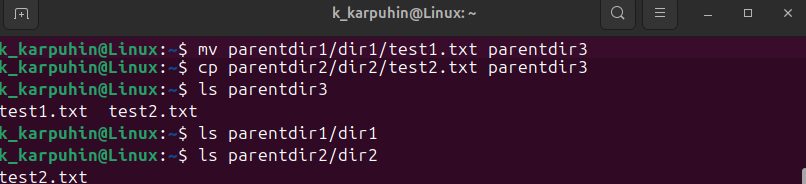 k_karpuhin@Linux: ~
k_karpuhin@Linux:~$ mv parentdir1/dir1/test1.txt parentdir3
k_karpuhin@Linux:~$ cp parentdir2/dir2/test2.txt parentdir3
k_karpuhin@Linux:~$ ls parentdir3
test1.txt  test2.txt
k_karpuhin@Linux:~$ ls parentdir1/dir1
k_karpuhin@Linux:~$ ls parentdir2/dir2
test2.txt